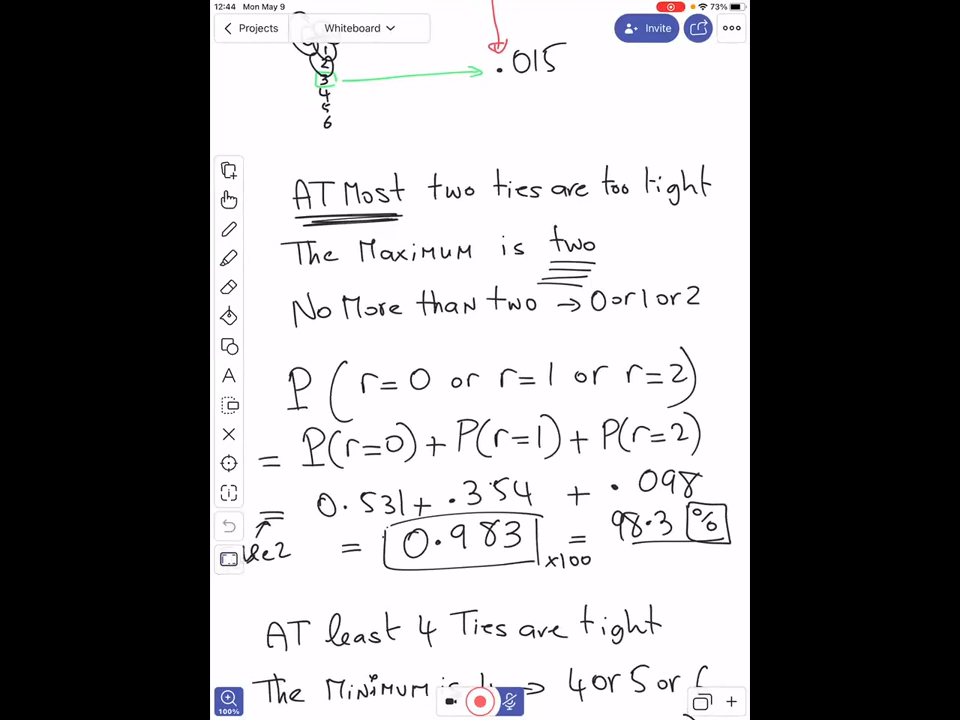 12:44 Mon May 9
73%
Projects
Whiteboard
Invite
1
2
3
.015
4
5
6
AT Most two ties are too tight
The Maximum is two
No More than two → 0 or 1 or 2
P(r=0 or r=1 or r=2)
= P(r=0) + P(r=1) + P(r=2)
= 0.531 + .354 + .098
= 0.983 x100 = 98.3 %
AT least 4 Ties are tight
The Minimum is → 4 or 5 or
100%